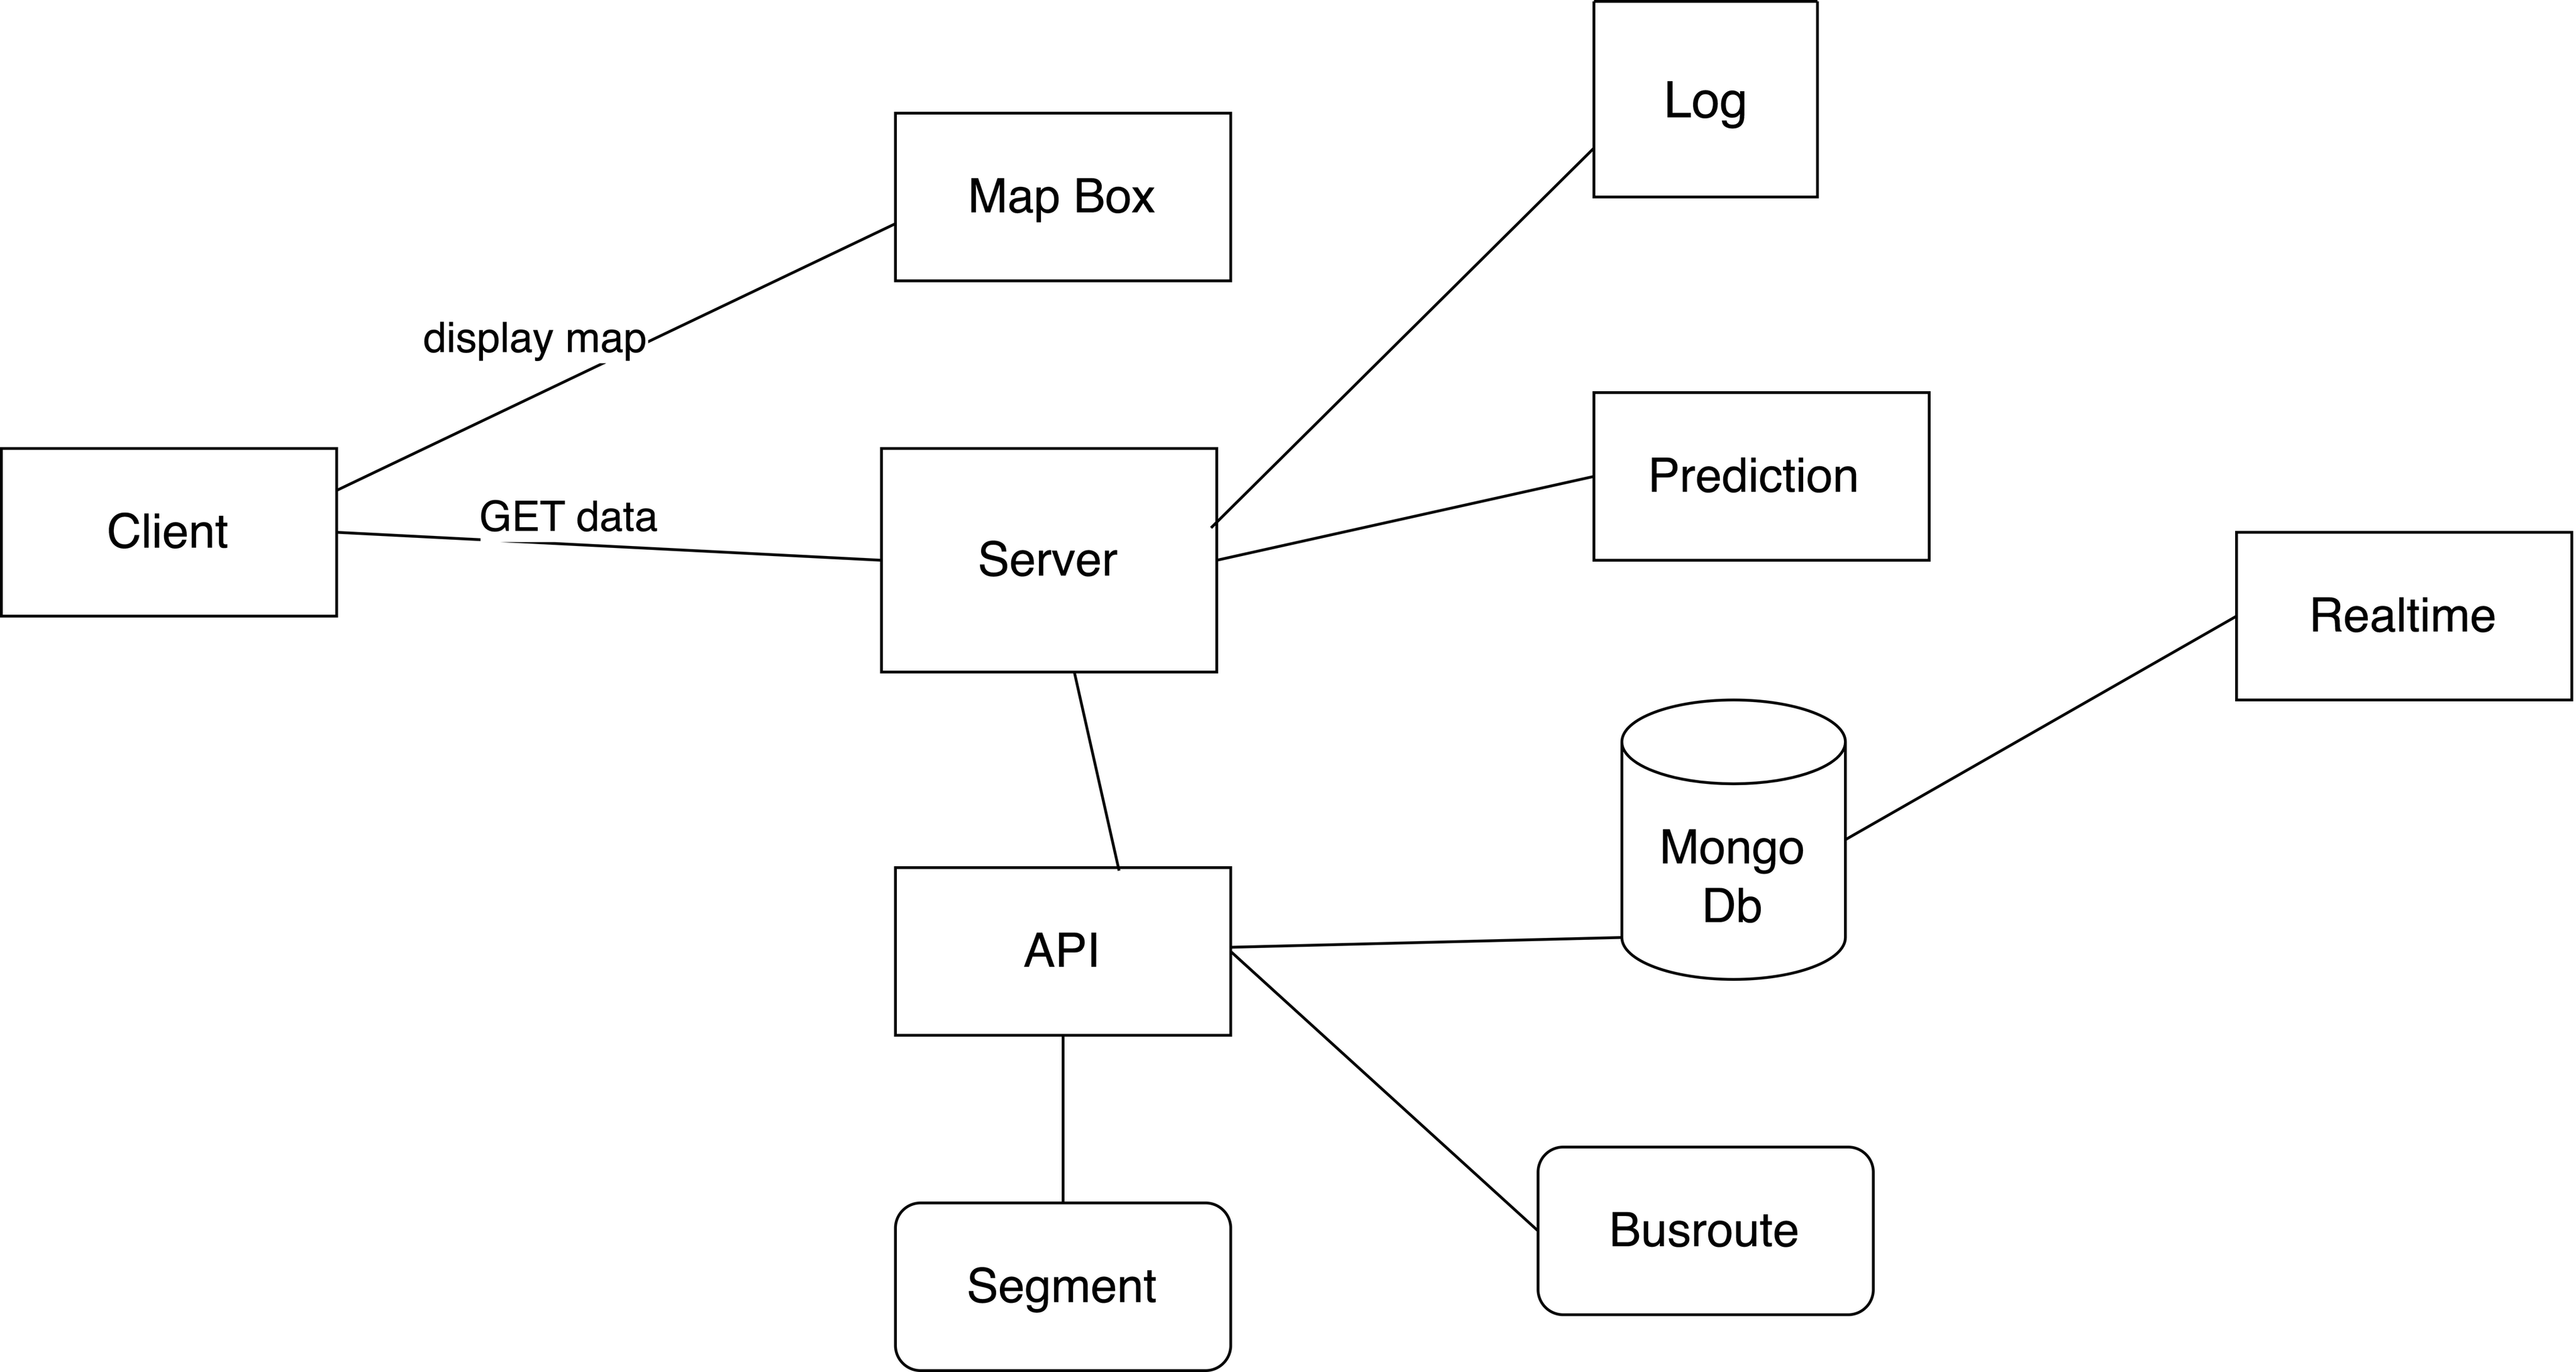 Log
Map Box
display map
Prediction
Client
GET data
Server
Realtime
Mongo
Db
API
Busroute
Segment